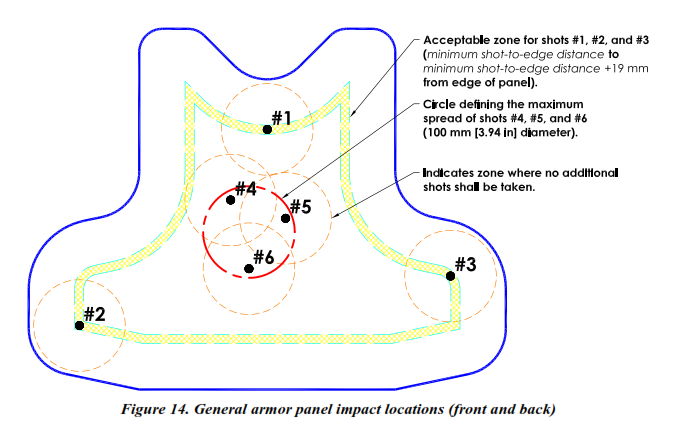 Acceptable zone for shots #1, #2, and #3
(minimum shot-to-edge distance to
minimum shot-to-edge distance +19 mm
from edge of panel).
Circle defining the maximum
spread of shots #4, #5, and #6
(100 mm [3.94 in] diameter).
Indicates zone where no additional
shots shall be taken.
#1
#4
#5
#6
#3
#2
Figure 14. General armor panel impact locations (front and back)